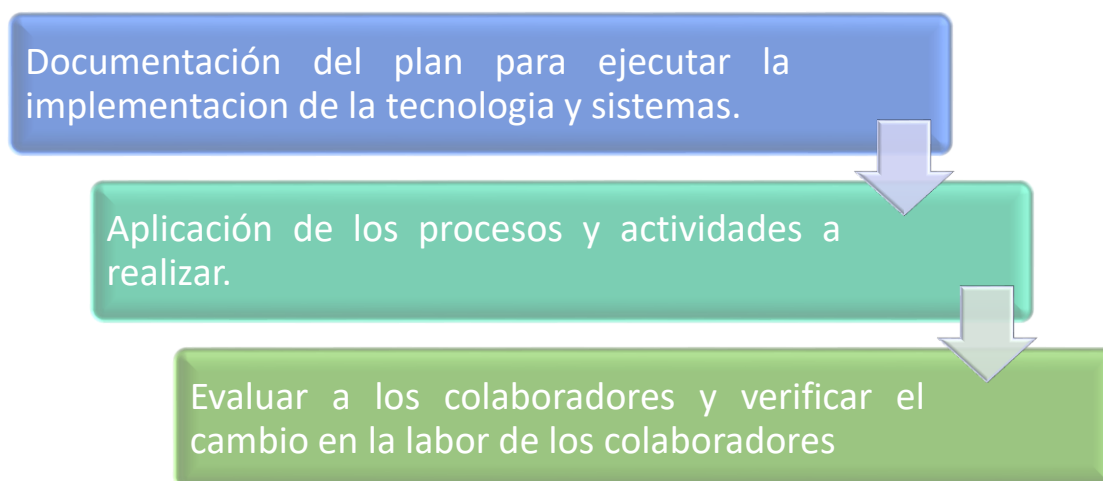 Documentación del plan para ejecutar la
implementacion de la tecnologia y sistemas.
Aplicación de los procesos y actividades a
realizar.
Evaluar a los colaboradores y verificar el
cambio en la labor de los colaboradores